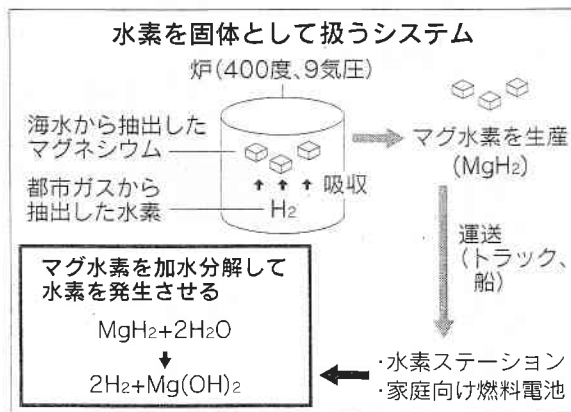 水素を固体として扱うシステム
炉(400度、9気圧)
海水から抽出した
マグネシウム
都市ガスから
抽出した水素
吸収
H₂
マグ水素を生産
(MgH₂)
運送
(トラック、
船)
・水素ステーション
・家庭向け燃料電池
マグ水素を加水分解して
水素を発生させる
MgH₂+2H₂O
2H₂+Mg(OH)₂